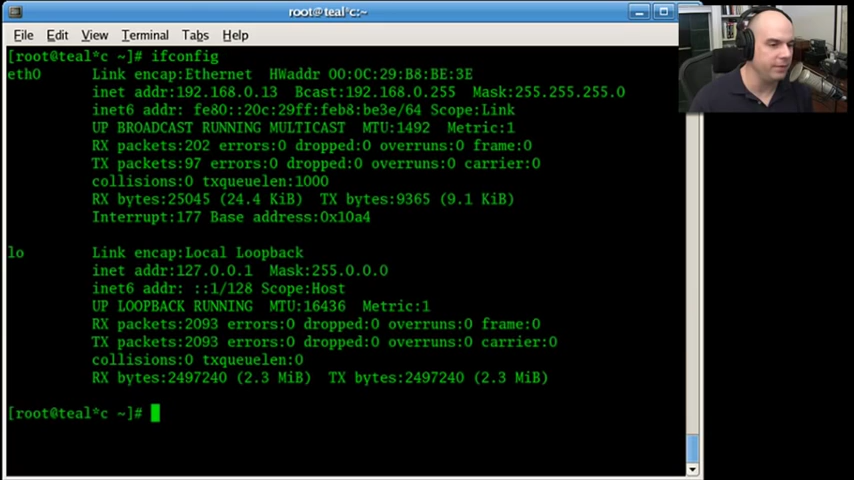 root@teal*c:~
File Edit View Terminal Tabs Help
[root@teal*c ~]# ifconfig
eth0 Link encap:Ethernet HWaddr 00:0C:29:B8:BE:3E
inet addr:192.168.0.13 Bcast:192.168.0.255 Mask:255.255.255.0
inet6 addr: fe80::20c:29ff:feb8:be3e/64 Scope:Link
UP BROADCAST RUNNING MULTICAST MTU:1492 Metric:1
RX packets:202 errors:0 dropped:0 overruns:0 frame:0
TX packets:97 errors:0 dropped:0 overruns:0 carrier:0
collisions:0 txqueuelen:1000
RX bytes:25045 (24.4 KiB) TX bytes:9365 (9.1 KiB)
Interrupt:177 Base address:0x10a4
lo Link encap:Local Loopback
inet addr:127.0.0.1 Mask:255.0.0.0
inet6 addr: ::1/128 Scope:Host
UP LOOPBACK RUNNING MTU:16436 Metric:1
RX packets:2093 errors:0 dropped:0 overruns:0 frame:0
TX packets:2093 errors:0 dropped:0 overruns:0 carrier:0
collisions:0 txqueuelen:0
RX bytes:2497240 (2.3 MiB) TX bytes:2497240 (2.3 MiB)
[root@teal*c ~]#